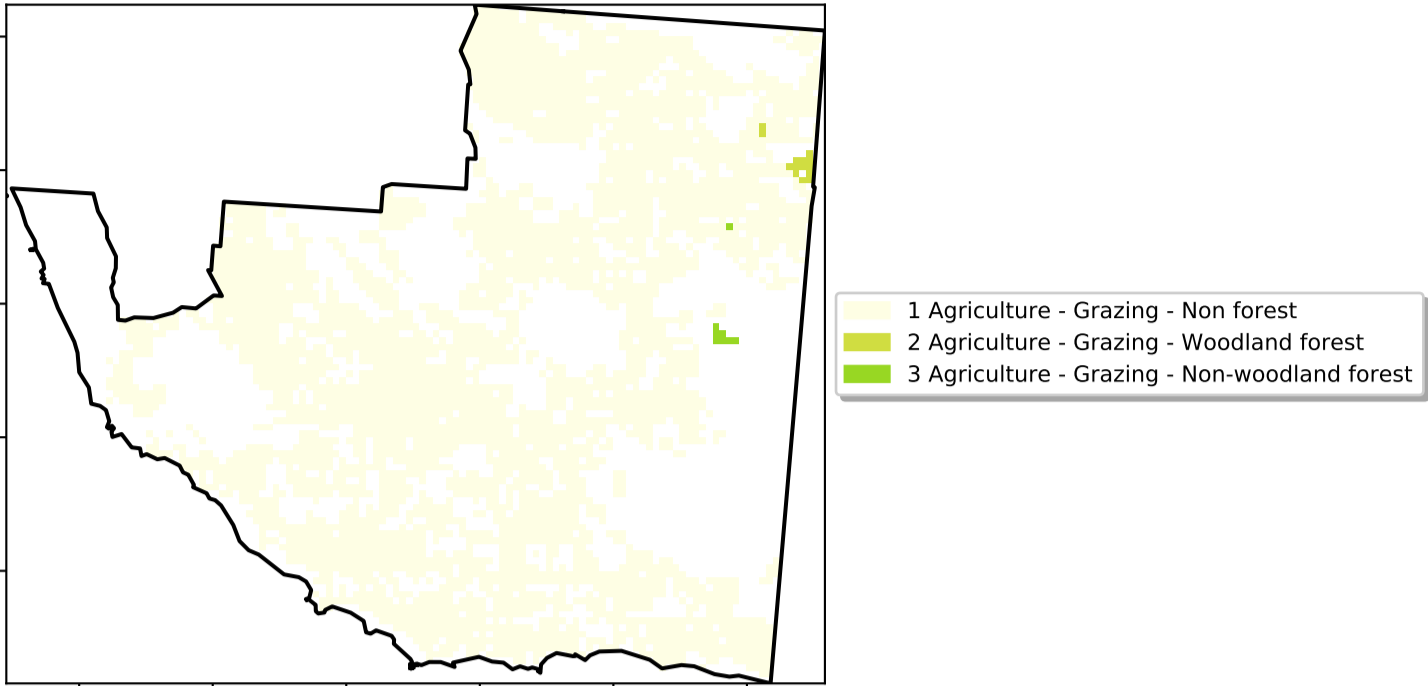 1 Agriculture - Grazing - Non forest
2 Agriculture - Grazing - Woodland forest
3 Agriculture - Grazing - Non-woodland forest